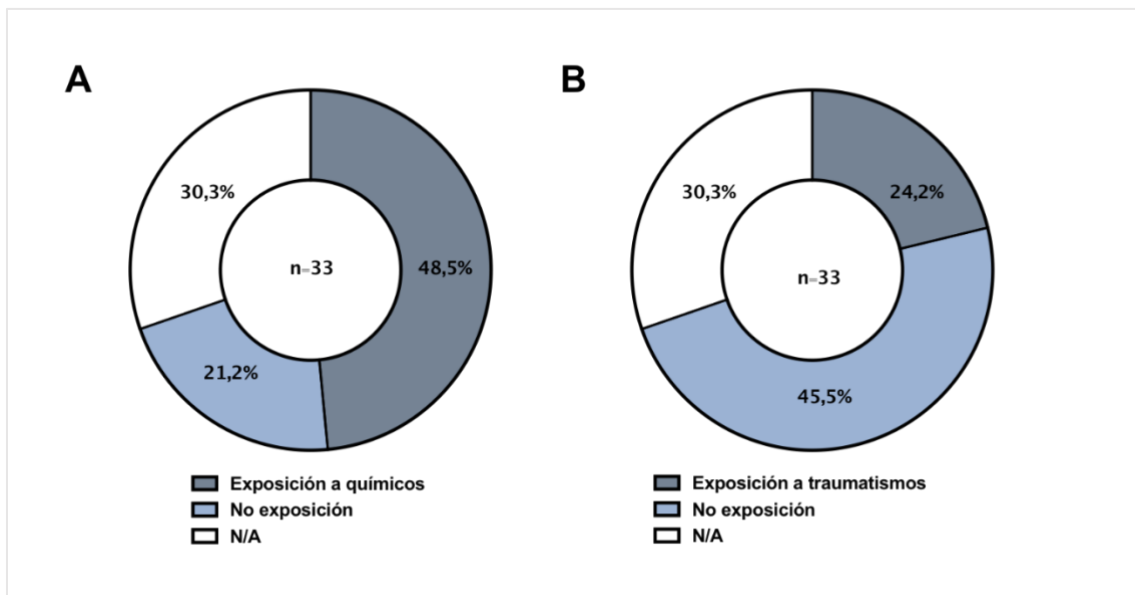 A
30,3%
n=33
48,5%
21,2%
Exposición a químicos
No exposición
N/A
B
24,2%
30,3%
n=33
45,5%
Exposición a traumatismos
No exposición
N/A